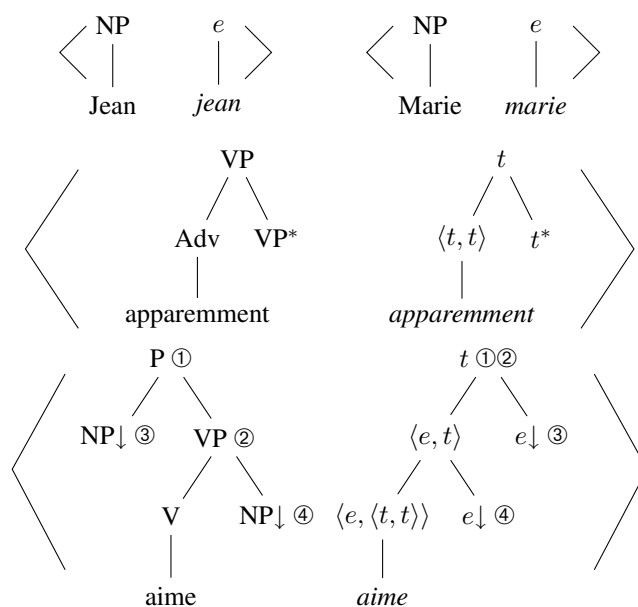 NP e NP e
Jean jean Marie marie
VP t
Adv VP* ⟨t, t⟩ t*
apparemment apparemment
P ① t ①②
NP↓ ③ VP ② ⟨e, t⟩ e↓ ③
V NP↓ ④ ⟨e, ⟨t, t⟩⟩ e↓ ④
aime aime